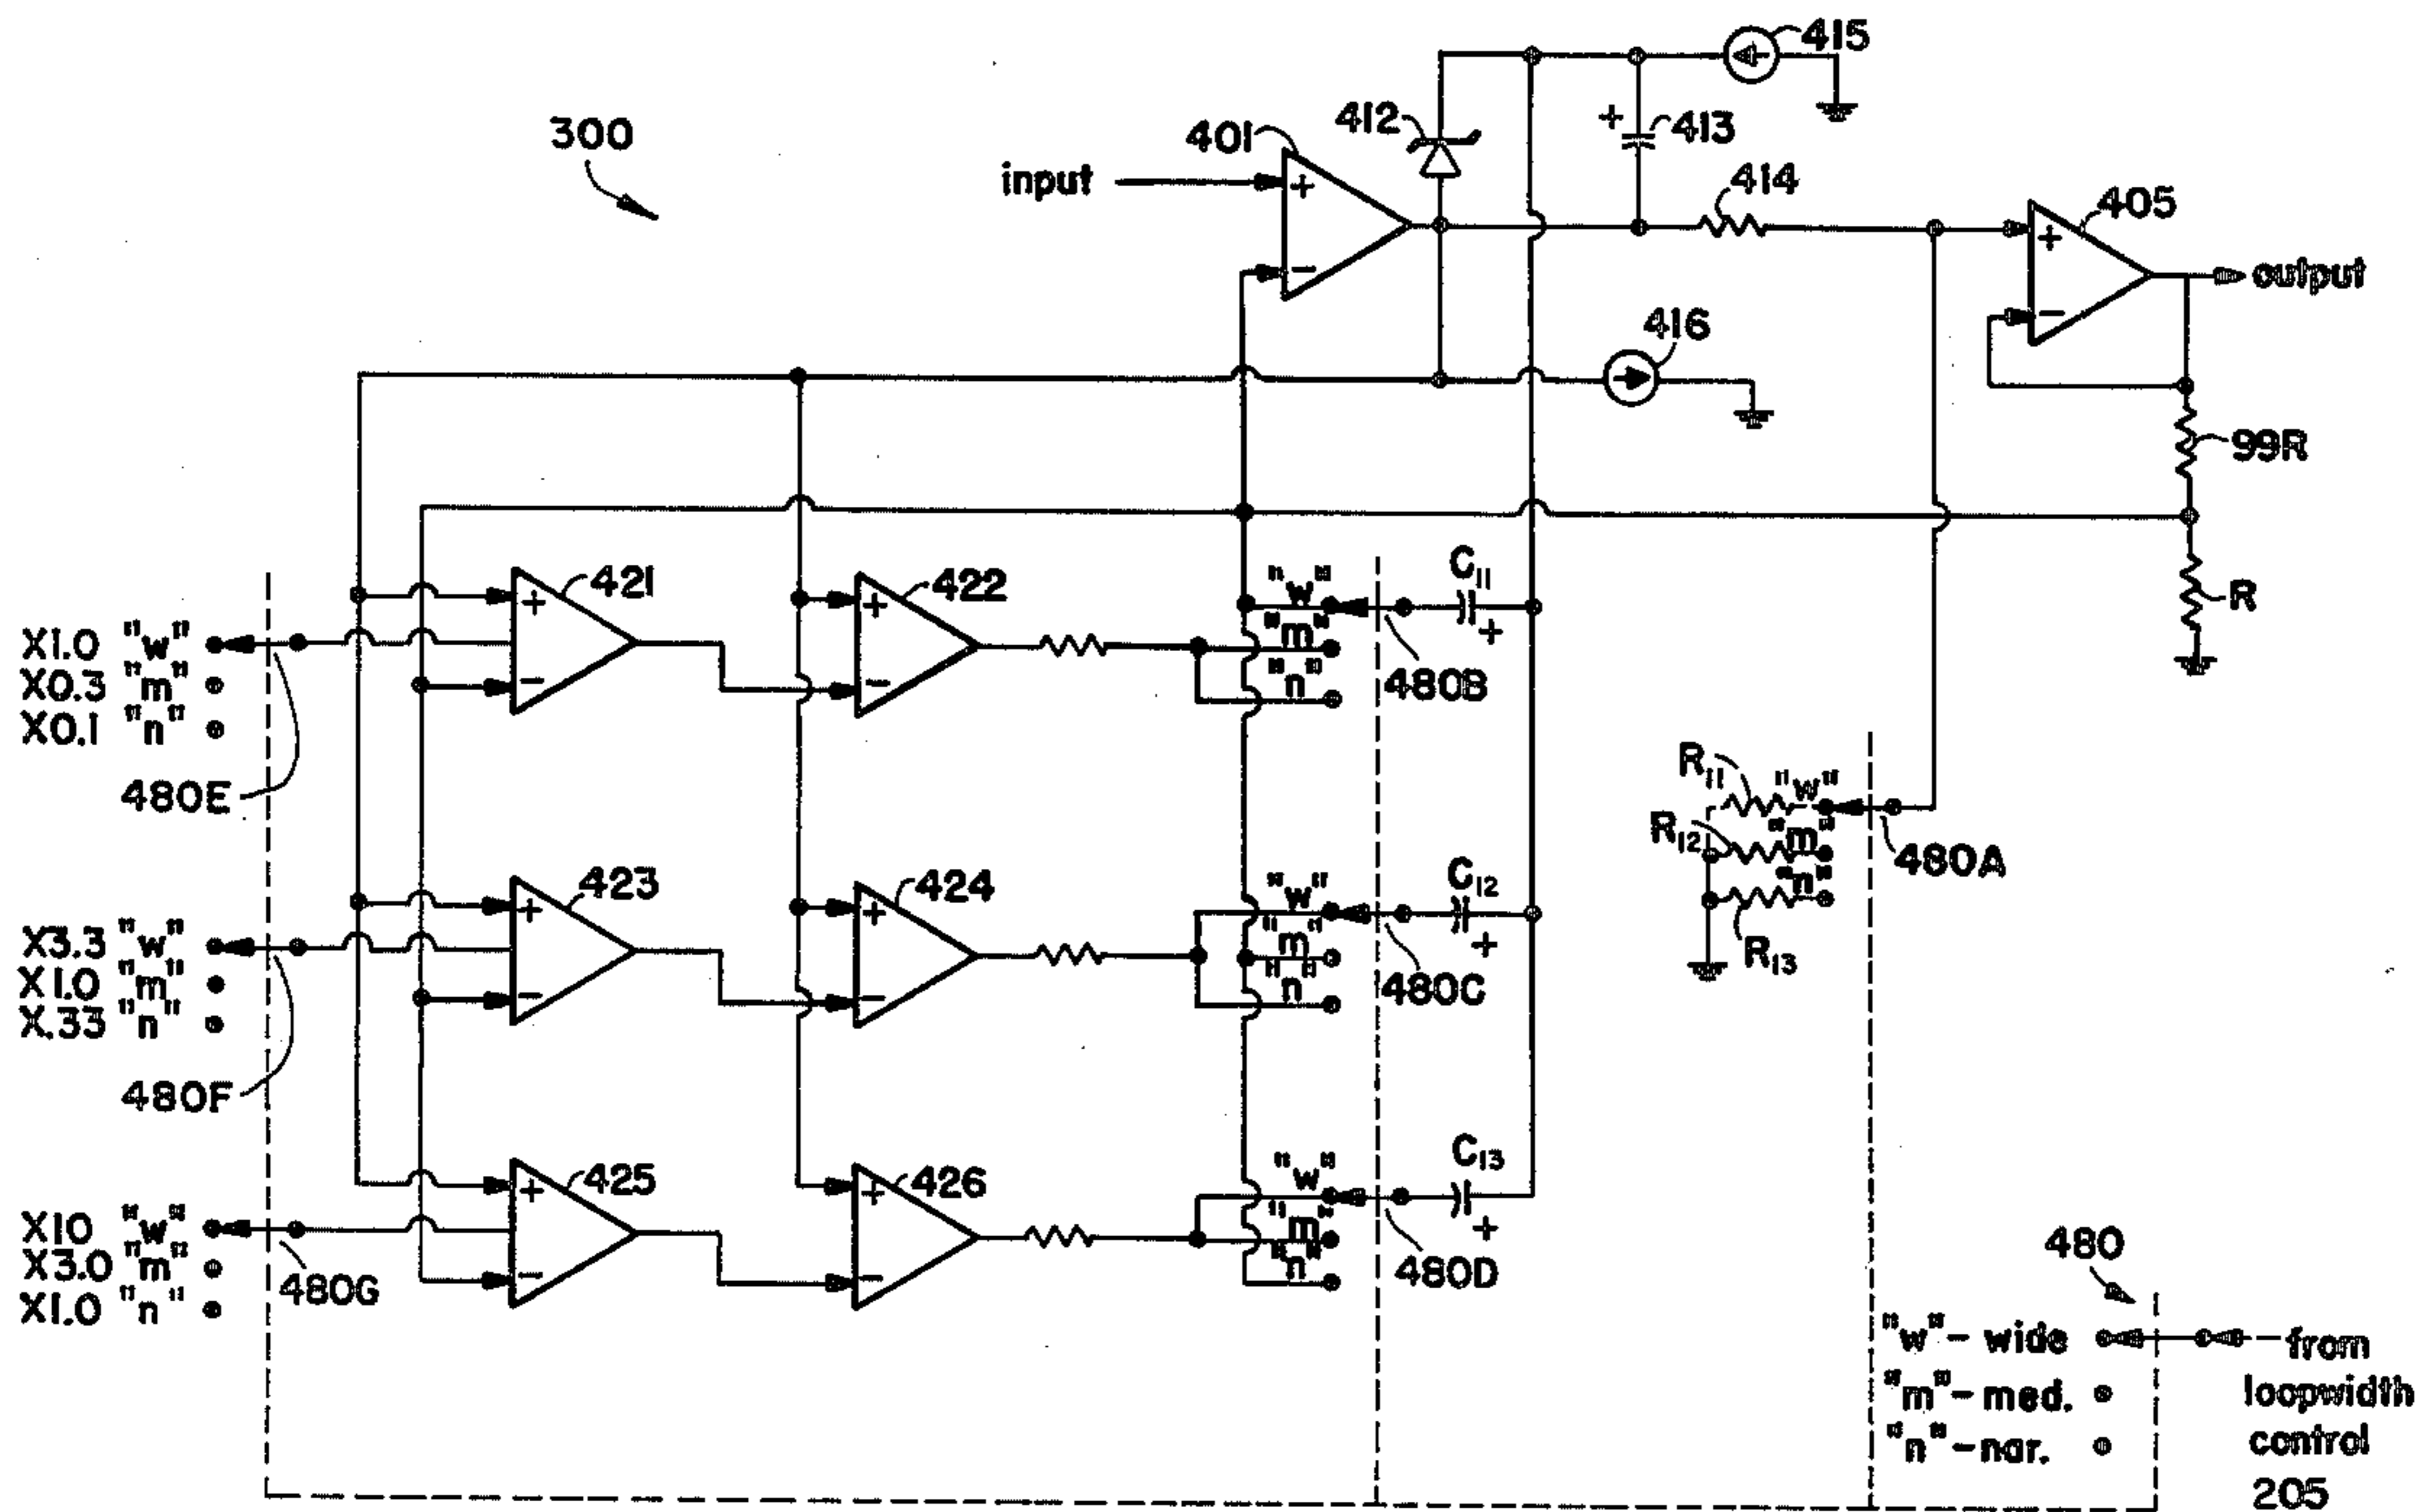 415
412
+
413
300
401
input
+
-
414
405
+
-
output
416
99R
R
421
+
-
422
+
-
"w"
"m"
"n"
C11
+
480B
X1.0 "w"
X0.3 "m"
X0.1 "n"
480E
R11
"w"
R12
"m"
"n"
R13
480A
423
+
-
424
+
-
"w"
"m"
"n"
C12
+
480C
X3.3 "w"
X1.0 "m"
X.33 "n"
480F
425
+
-
426
+
-
"w"
"m"
"n"
C13
+
480D
X10 "w"
X3.0 "m"
X1.0 "n"
480G
480
"w" - wide
"m" - med.
"n" - nar.
from
loopwidth
control
205